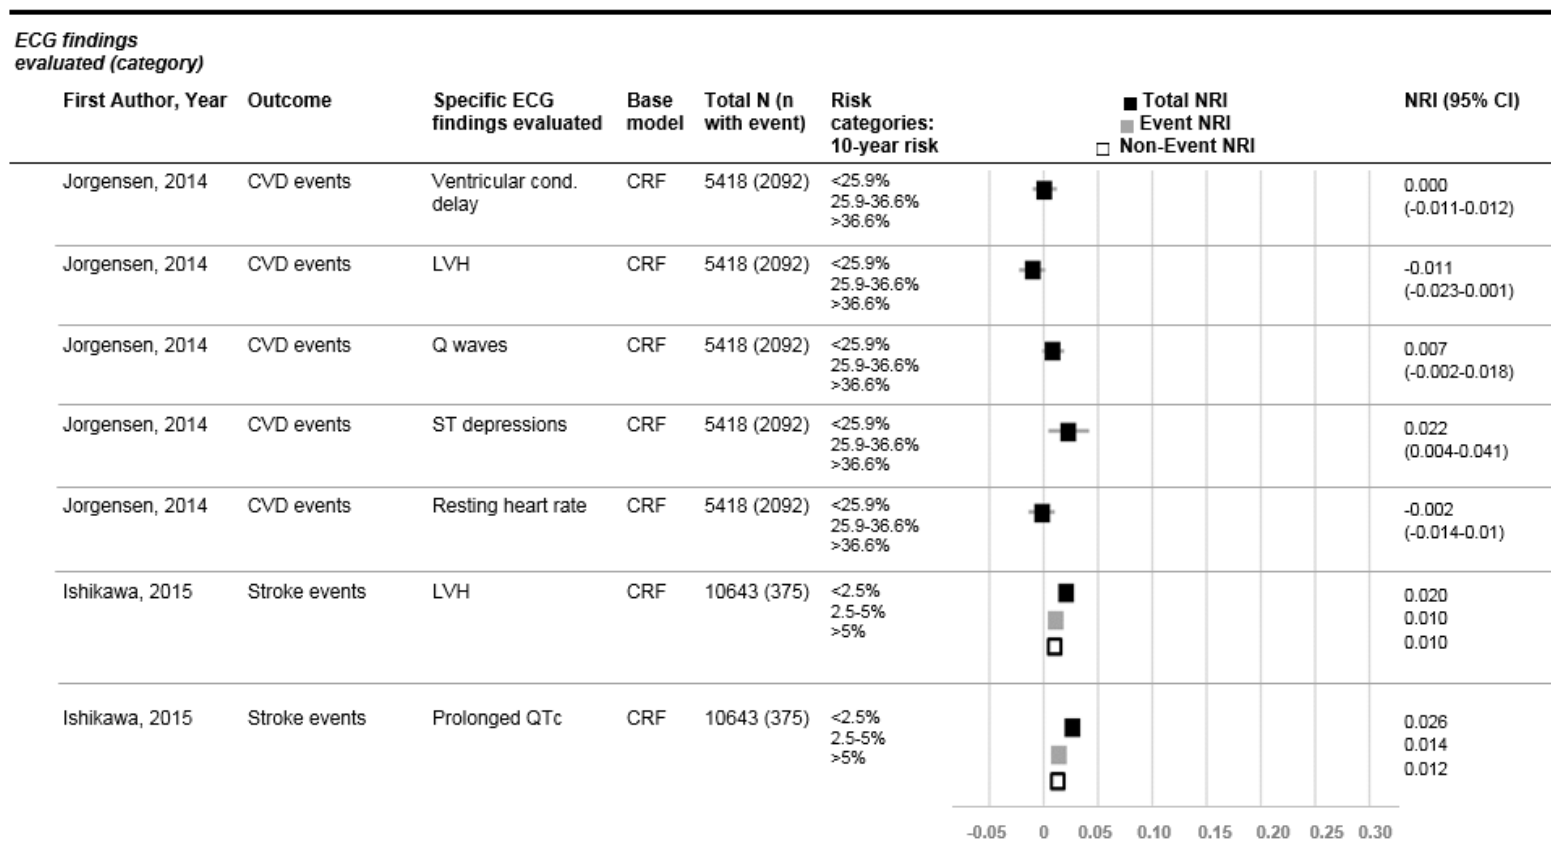 ECG findings
evaluated (category)
First Author, Year Outcome Specific ECG findings evaluated Base model Total N (n with event) Risk categories: 10-year risk Total NRI Event NRI Non-Event NRI NRI (95% CI)
Jorgensen, 2014 CVD events Ventricular cond. CRF 5418 (2092) <25.9% 0.000
delay 25.9-36.6% (-0.011-0.012)
>36.6%
Jorgensen, 2014 CVD events LVH CRF 5418 (2092) <25.9% -0.011
25.9-36.6% (-0.023-0.001)
>36.6%
Jorgensen, 2014 CVD events Q waves CRF 5418 (2092) <25.9% 0.007
25.9-36.6% (-0.002-0.018)
>36.6%
Jorgensen, 2014 CVD events ST depressions CRF 5418 (2092) <25.9% 0.022
25.9-36.6% (0.004-0.041)
>36.6%
Jorgensen, 2014 CVD events Resting heart rate CRF 5418 (2092) <25.9% -0.002
25.9-36.6% (-0.014-0.01)
>36.6%
Ishikawa, 2015 Stroke events LVH CRF 10643 (375) <2.5% 0.020
2.5-5% 0.010
>5% 0.010
Ishikawa, 2015 Stroke events Prolonged QTc CRF 10643 (375) <2.5% 0.026
2.5-5% 0.014
>5% 0.012
-0.05 0 0.05 0.10 0.15 0.20 0.25 0.30